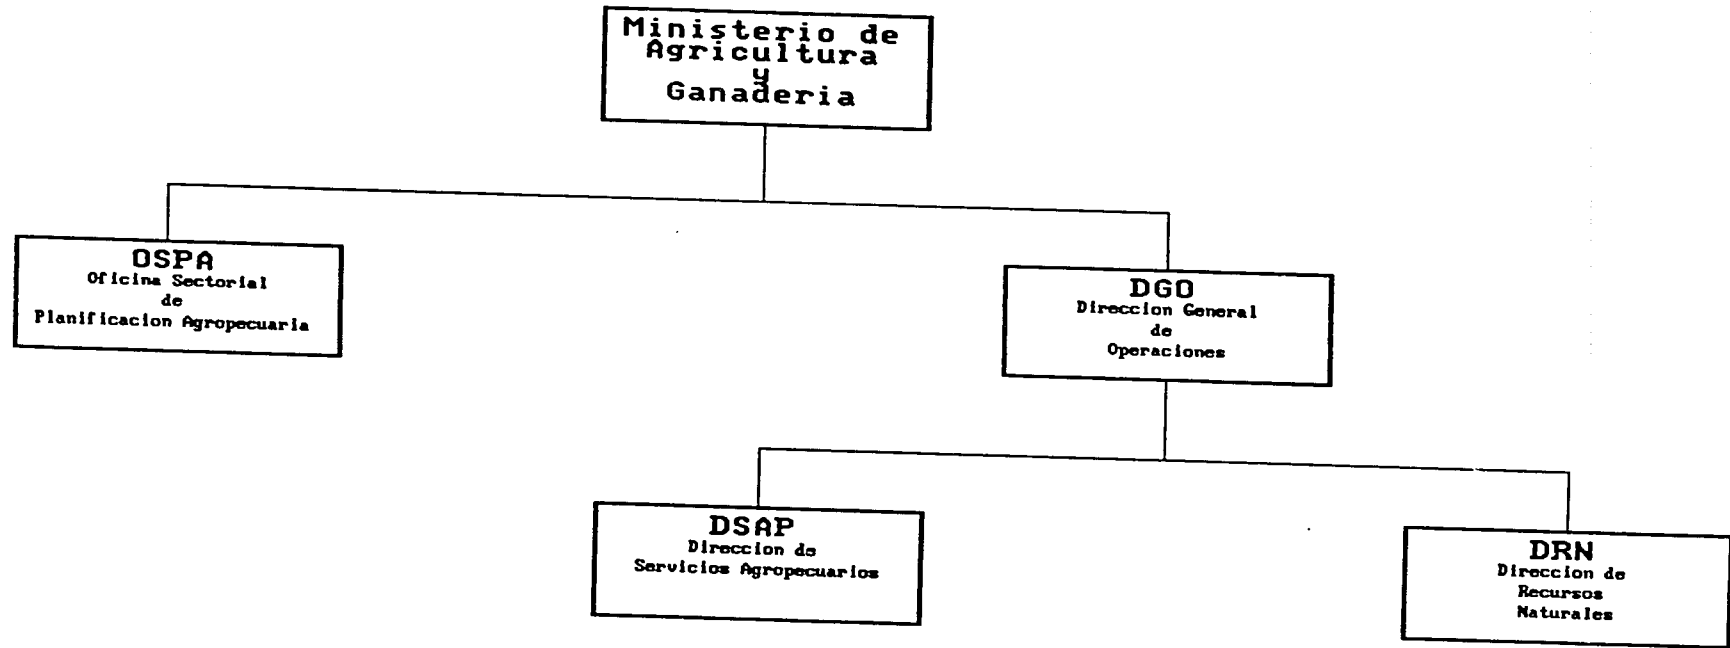 Ministerio de
Agricultura
y
Ganaderia
OSPA
Oficina Sectorial
de
Planificacion Agropecuaria
DGO
Direccion General
de
Operaciones
DSAP
Direccion de
Servicios Agropecuarios
DRN
Direccion de
Recursos
Naturales